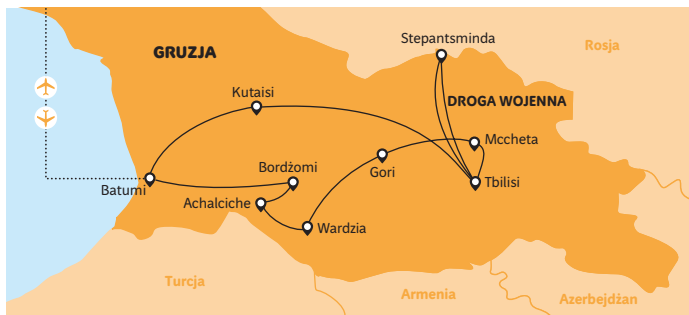 Stepantsminda
Rosja
GRUZJA
Kutaisi
DROGA WOJENNA
Mccheta
Bordżomi
Gori
Tbilisi
Batumi
Achalciche
Wardzia
Turcja
Armenia
Azerbejdżan